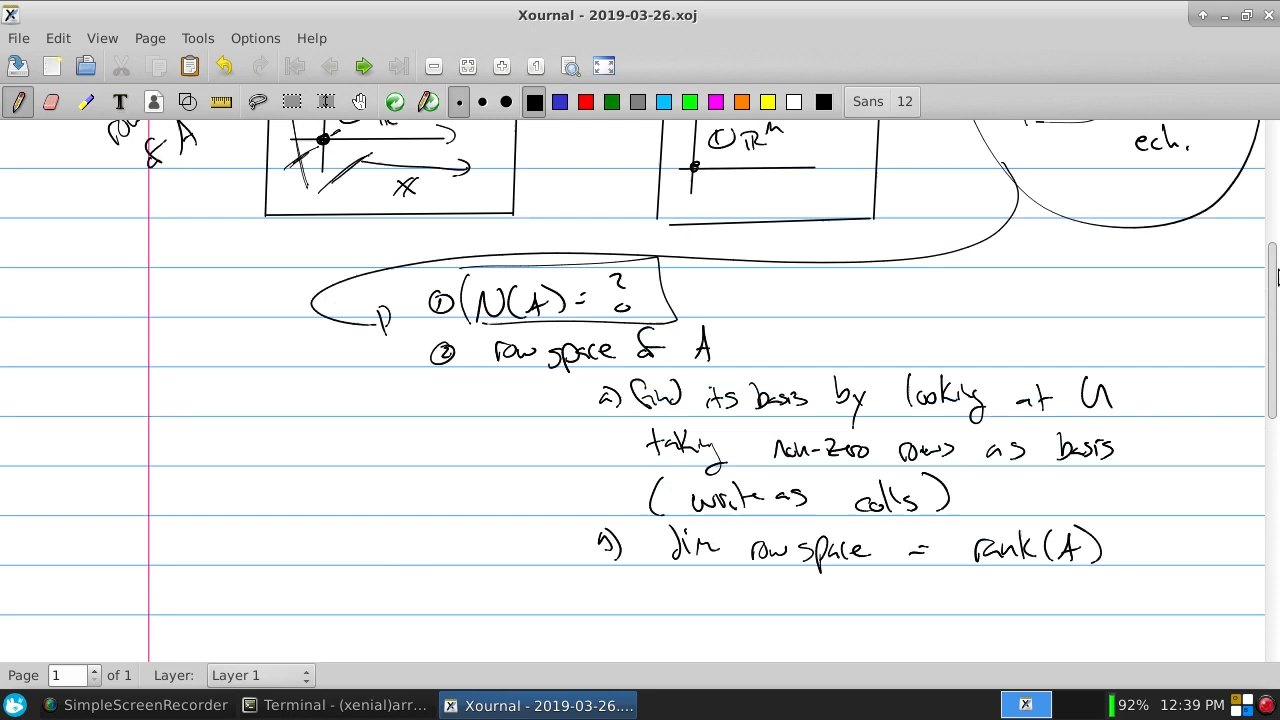 Xournal - 2019-03-26.xoj
File Edit View Page Tools Options Help
Sans 12
& A
ℝ
x
0 ℝᵐ
ech.
① N(A) = ?
② row space & A
a) find its basis by looking at U
taking non-zero rows as basis
(write as cols)
b) dim row space = rank(A)
Page 1 of 1 Layer: Layer 1
SimpleScreenRecorder Terminal - (xenial)arr... Xournal - 2019-03-26.... 92% 12:39 PM